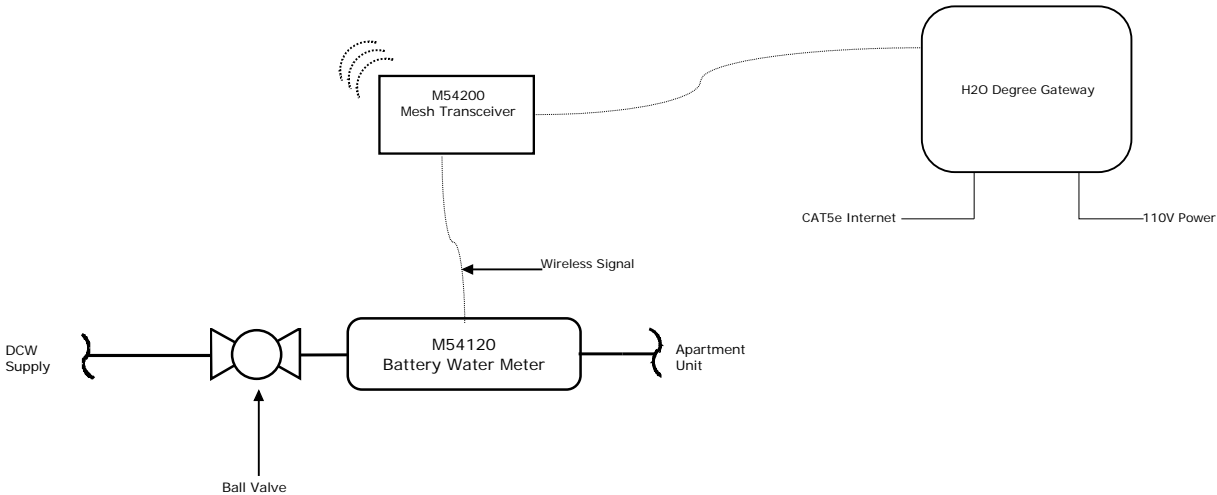 M54200
Mesh Transceiver
H2O Degree Gateway
CAT5e Internet
110V Power
Wireless Signal
DCW
Supply
M54120
Battery Water Meter
Apartment
Unit
Ball Valve